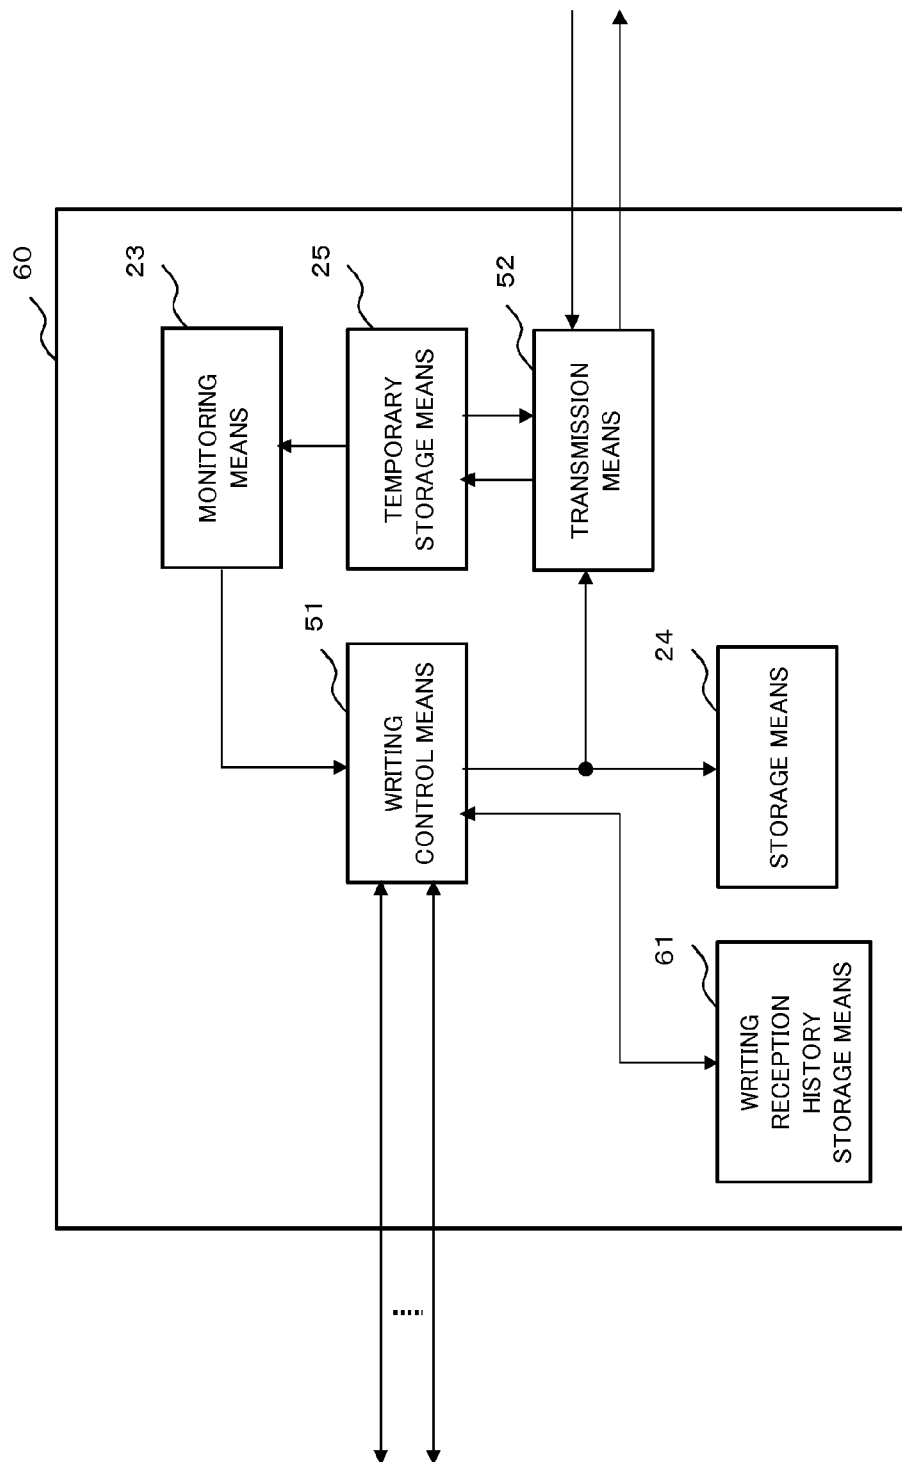 60
23
MONITORING
MEANS
25
TEMPORARY
STORAGE MEANS
52
TRANSMISSION
MEANS
51
WRITING
CONTROL MEANS
24
STORAGE MEANS
61
WRITING
RECEPTION
HISTORY
STORAGE MEANS